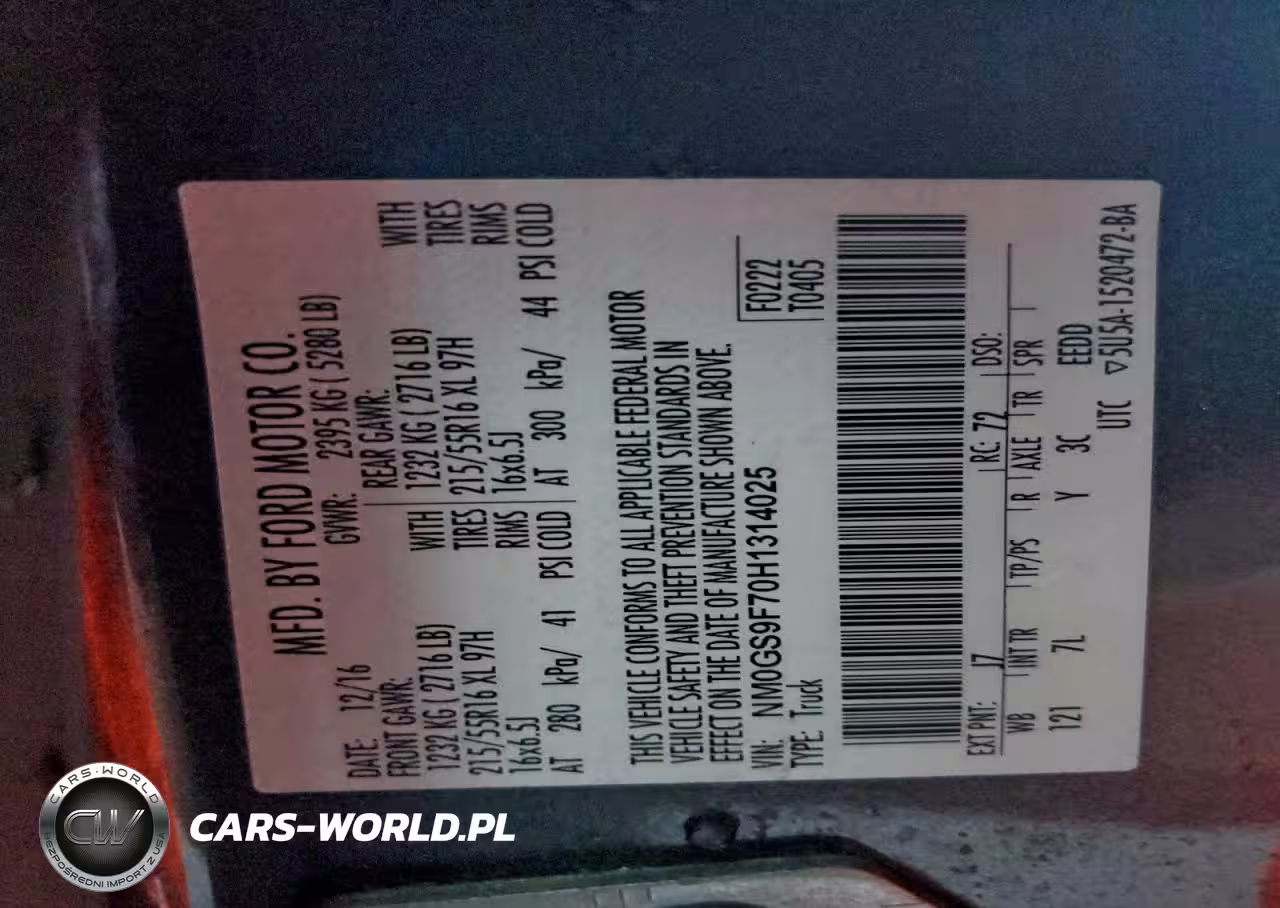 MFD. BY FORD MOTOR CO.
DATE: 12/16 GVWR: 2395 KG ( 5280 LB)
FRONT GAWR: REAR GAWR:
1232 KG ( 2716 LB) WITH 1232 KG ( 2716 LB) WITH
215/55R16 XL 97H TIRES 215/55R16 XL 97H TIRES
16x6.5J RIMS 16x6.5J RIMS
AT 280 kPa/ 41 PSI COLD AT 300 kPa/ 44 PSI COLD
THIS VEHICLE CONFORMS TO ALL APPLICABLE FEDERAL MOTOR
VEHICLE SAFETY AND THEFT PREVENTION STANDARDS IN
EFFECT ON THE DATE OF MANUFACTURE SHOWN ABOVE.
VIN: NM0GS9F70H1314025 F0222
TYPE: Truck T0405
EXT PNT: J7 RC: 72 DSO:
WB INT TR TP/PS R AXLE TR SPR
121 7L Y 3C EEDD
UTC ▽5U5A-1520472-BA
CARS-WORLD
CW
BEZPOŚREDNI IMPORT Z USA
CARS-WORLD.PL